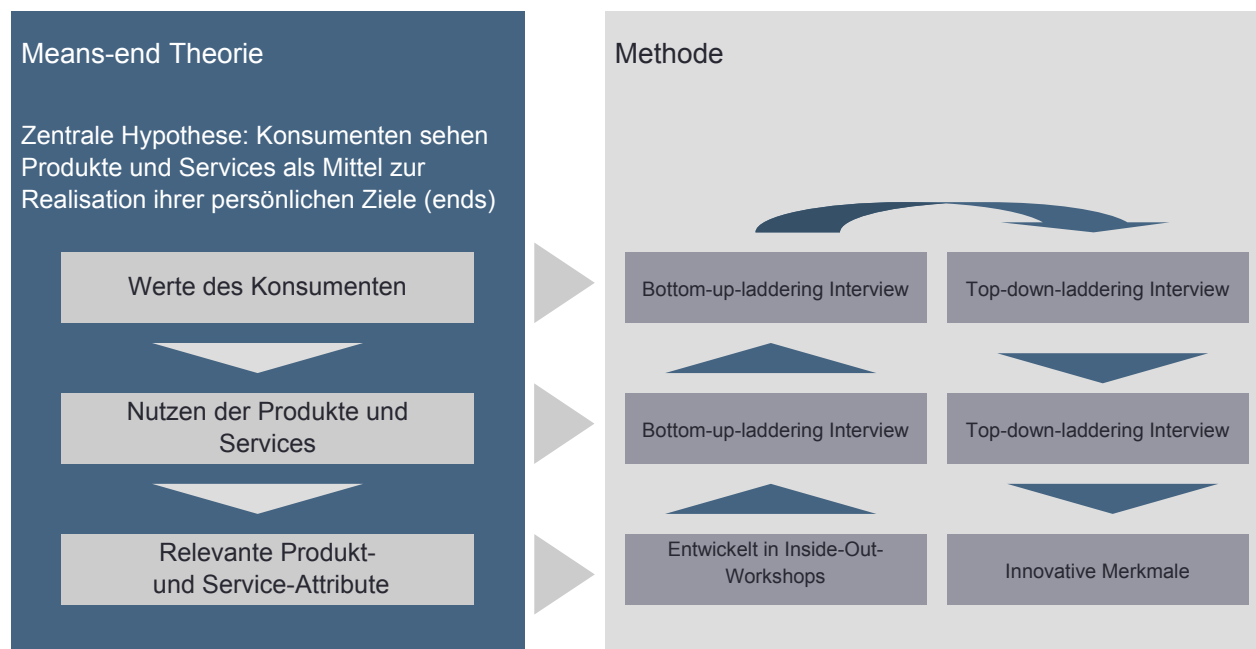 Means-end Theorie
Zentrale Hypothese: Konsumenten sehen
Produkte und Services als Mittel zur
Realisation ihrer persönlichen Ziele (ends)
Werte des Konsumenten
Nutzen der Produkte und
Services
Relevante Produkt-
und Service-Attribute
Methode
Bottom-up-laddering Interview
Top-down-laddering Interview
Bottom-up-laddering Interview
Top-down-laddering Interview
Entwickelt in Inside-Out-
Workshops
Innovative Merkmale